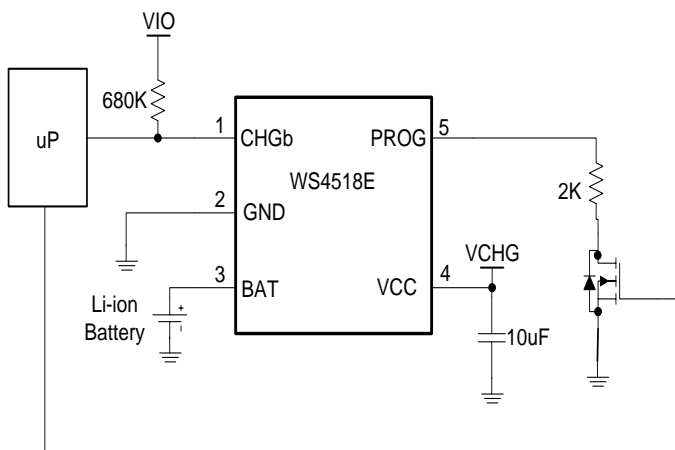 VIO
680K
uP
1
CHGb
PROG
5
WS4518E
2K
2
GND
VCHG
3
BAT
VCC
4
Li-ion
Battery
+
-
10uF